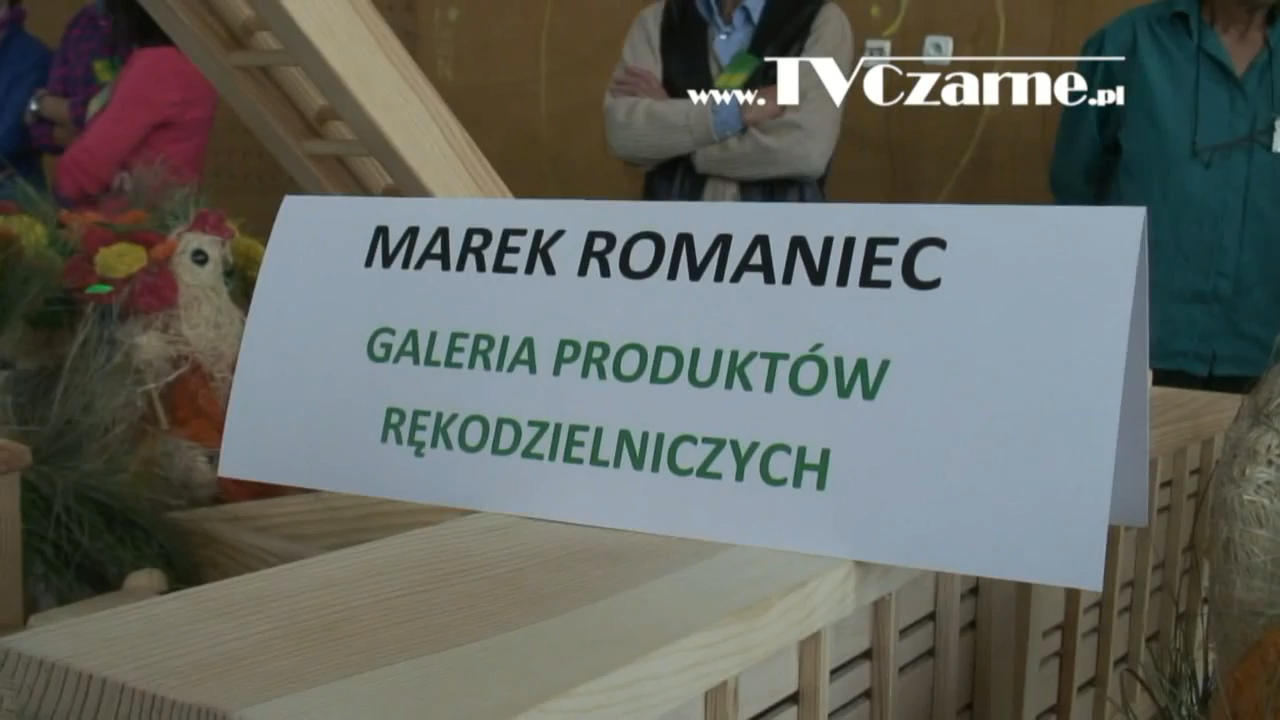 www.TVCzarne.pl
MAREK ROMANIEC
GALERIA PRODUKTÓW
RĘKODZIELNICZYCH